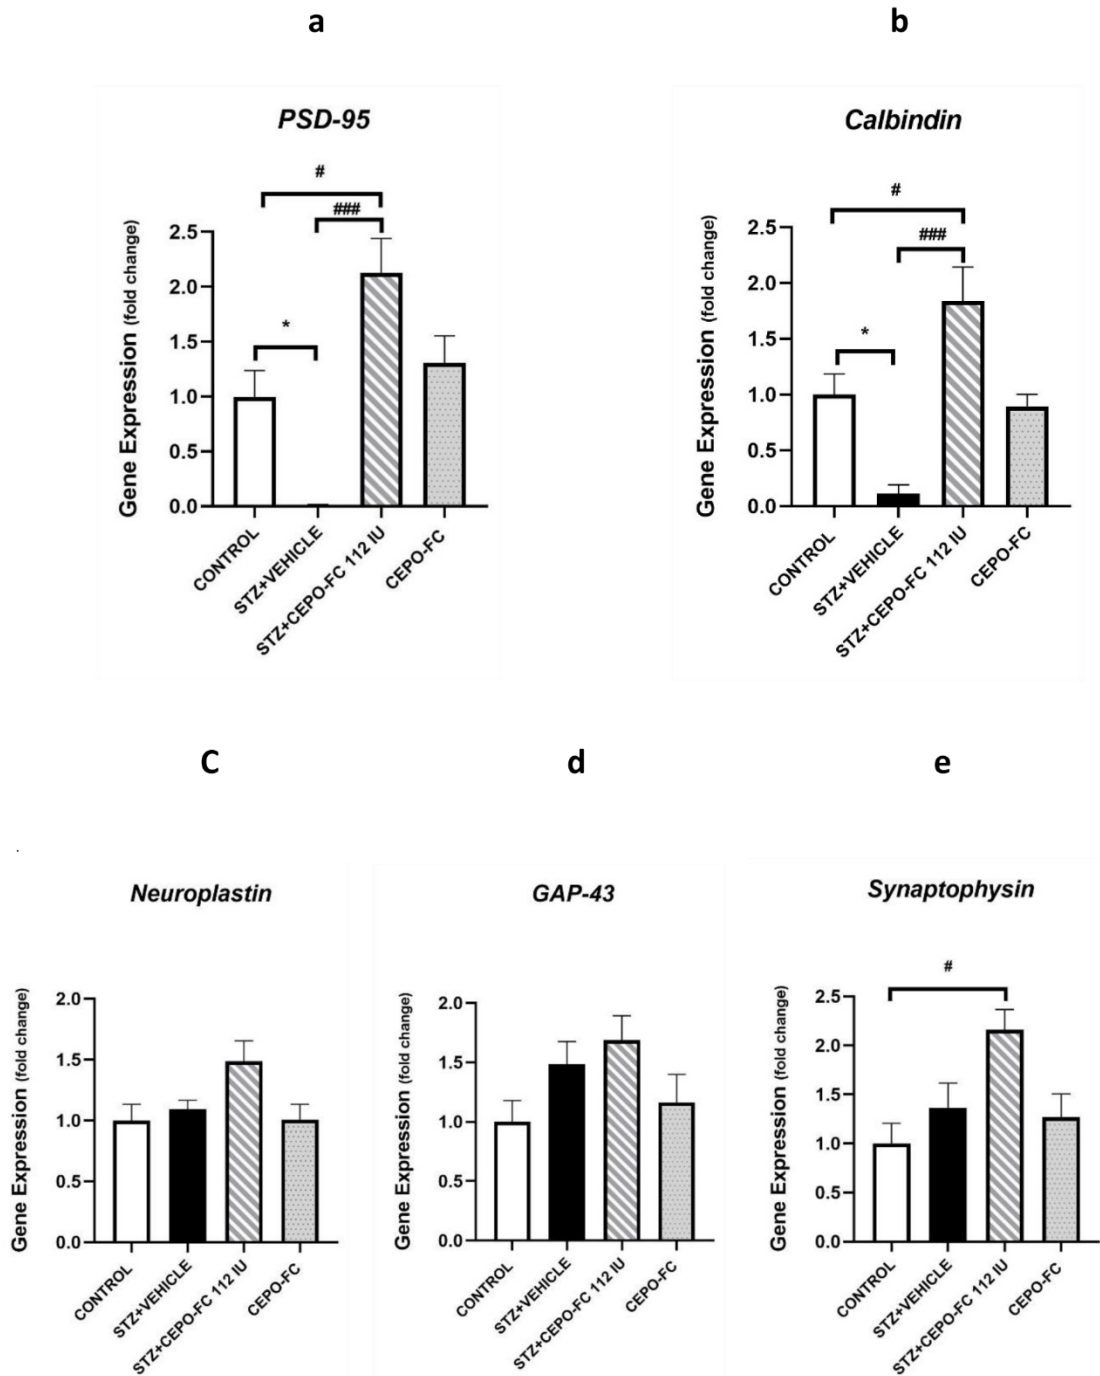 a
b
PSD-95
#
###
*
Gene Expression (fold change)
2.5
2.0
1.5
1.0
0.5
0.0
CONTROL
STZ+VEHICLE
STZ+CEPO-FC 112 IU
CEPO-FC
Calbindin
#
###
*
Gene Expression (fold change)
2.5
2.0
1.5
1.0
0.5
0.0
CONTROL
STZ+VEHICLE
STZ+CEPO-FC 112 IU
CEPO-FC
C
d
e
Neuroplastin
Gene Expression (fold change)
2.0
1.5
1.0
0.5
0.0
CONTROL
STZ+VEHICLE
STZ+CEPO-FC 112 IU
CEPO-FC
GAP-43
Gene Expression (fold change)
2.0
1.5
1.0
0.5
0.0
CONTROL
STZ+VEHICLE
STZ+CEPO-FC 112 IU
CEPO-FC
Synaptophysin
#
Gene Expression (fold change)
2.5
2.0
1.5
1.0
0.5
0.0
CONTROL
STZ+VEHICLE
STZ+CEPO-FC 112 IU
CEPO-FC